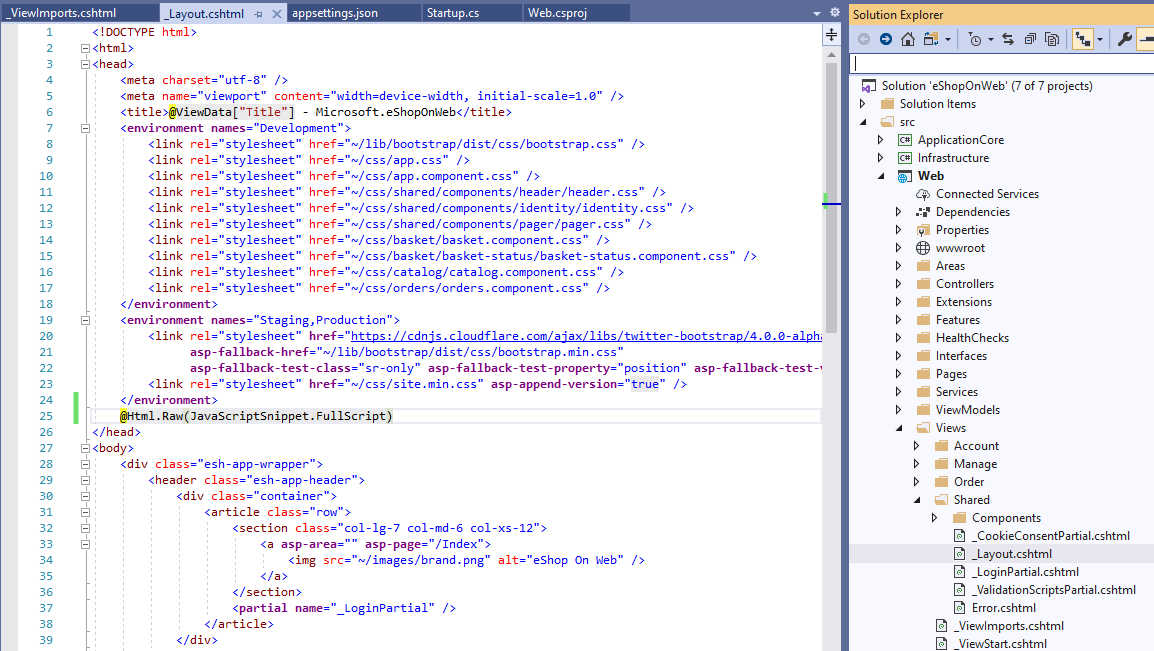 _ViewImports.cshtml _Layout.cshtml appsettings.json Startup.cs Web.csproj
1 <!DOCTYPE html>
2 <html>
3 <head>
4 <meta charset="utf-8" />
5 <meta name="viewport" content="width=device-width, initial-scale=1.0" />
6 <title>@ViewData["Title"] - Microsoft.eShopOnWeb</title>
7 <environment names="Development">
8 <link rel="stylesheet" href="~/lib/bootstrap/dist/css/bootstrap.css" />
9 <link rel="stylesheet" href="~/css/app.css" />
10 <link rel="stylesheet" href="~/css/app.component.css" />
11 <link rel="stylesheet" href="~/css/shared/components/header/header.css" />
12 <link rel="stylesheet" href="~/css/shared/components/identity/identity.css" />
13 <link rel="stylesheet" href="~/css/shared/components/pager/pager.css" />
14 <link rel="stylesheet" href="~/css/basket/basket.component.css" />
15 <link rel="stylesheet" href="~/css/basket/basket-status/basket-status.component.css" />
16 <link rel="stylesheet" href="~/css/catalog/catalog.component.css" />
17 <link rel="stylesheet" href="~/css/orders/orders.component.css" />
18 </environment>
19 <environment names="Staging,Production">
20 <link rel="stylesheet" href="https://cdnjs.cloudflare.com/ajax/libs/twitter-bootstrap/4.0.0-alpha
21 asp-fallback-href="~/lib/bootstrap/dist/css/bootstrap.min.css"
22 asp-fallback-test-class="sr-only" asp-fallback-test-property="position" asp-fallback-test-v
23 <link rel="stylesheet" href="~/css/site.min.css" asp-append-version="true" />
24 </environment>
25 @Html.Raw(JavaScriptSnippet.FullScript)
26 </head>
27 <body>
28 <div class="esh-app-wrapper">
29 <header class="esh-app-header">
30 <div class="container">
31 <article class="row">
32 <section class="col-lg-7 col-md-6 col-xs-12">
33 <a asp-area="" asp-page="/Index">
34 <img src="~/images/brand.png" alt="eShop On Web" />
35 </a>
36 </section>
37 <partial name="_LoginPartial" />
38 </article>
39 </div>
Solution Explorer
Solution 'eShopOnWeb' (7 of 7 projects)
Solution Items
src
C# ApplicationCore
C# Infrastructure
Web
Connected Services
Dependencies
Properties
wwwroot
Areas
Controllers
Extensions
Features
HealthChecks
Interfaces
Pages
Services
ViewModels
Views
Account
Manage
Order
Shared
Components
_CookieConsentPartial.cshtml
_Layout.cshtml
_LoginPartial.cshtml
_ValidationScriptsPartial.cshtml
Error.cshtml
_ViewImports.cshtml
_ViewStart.cshtml